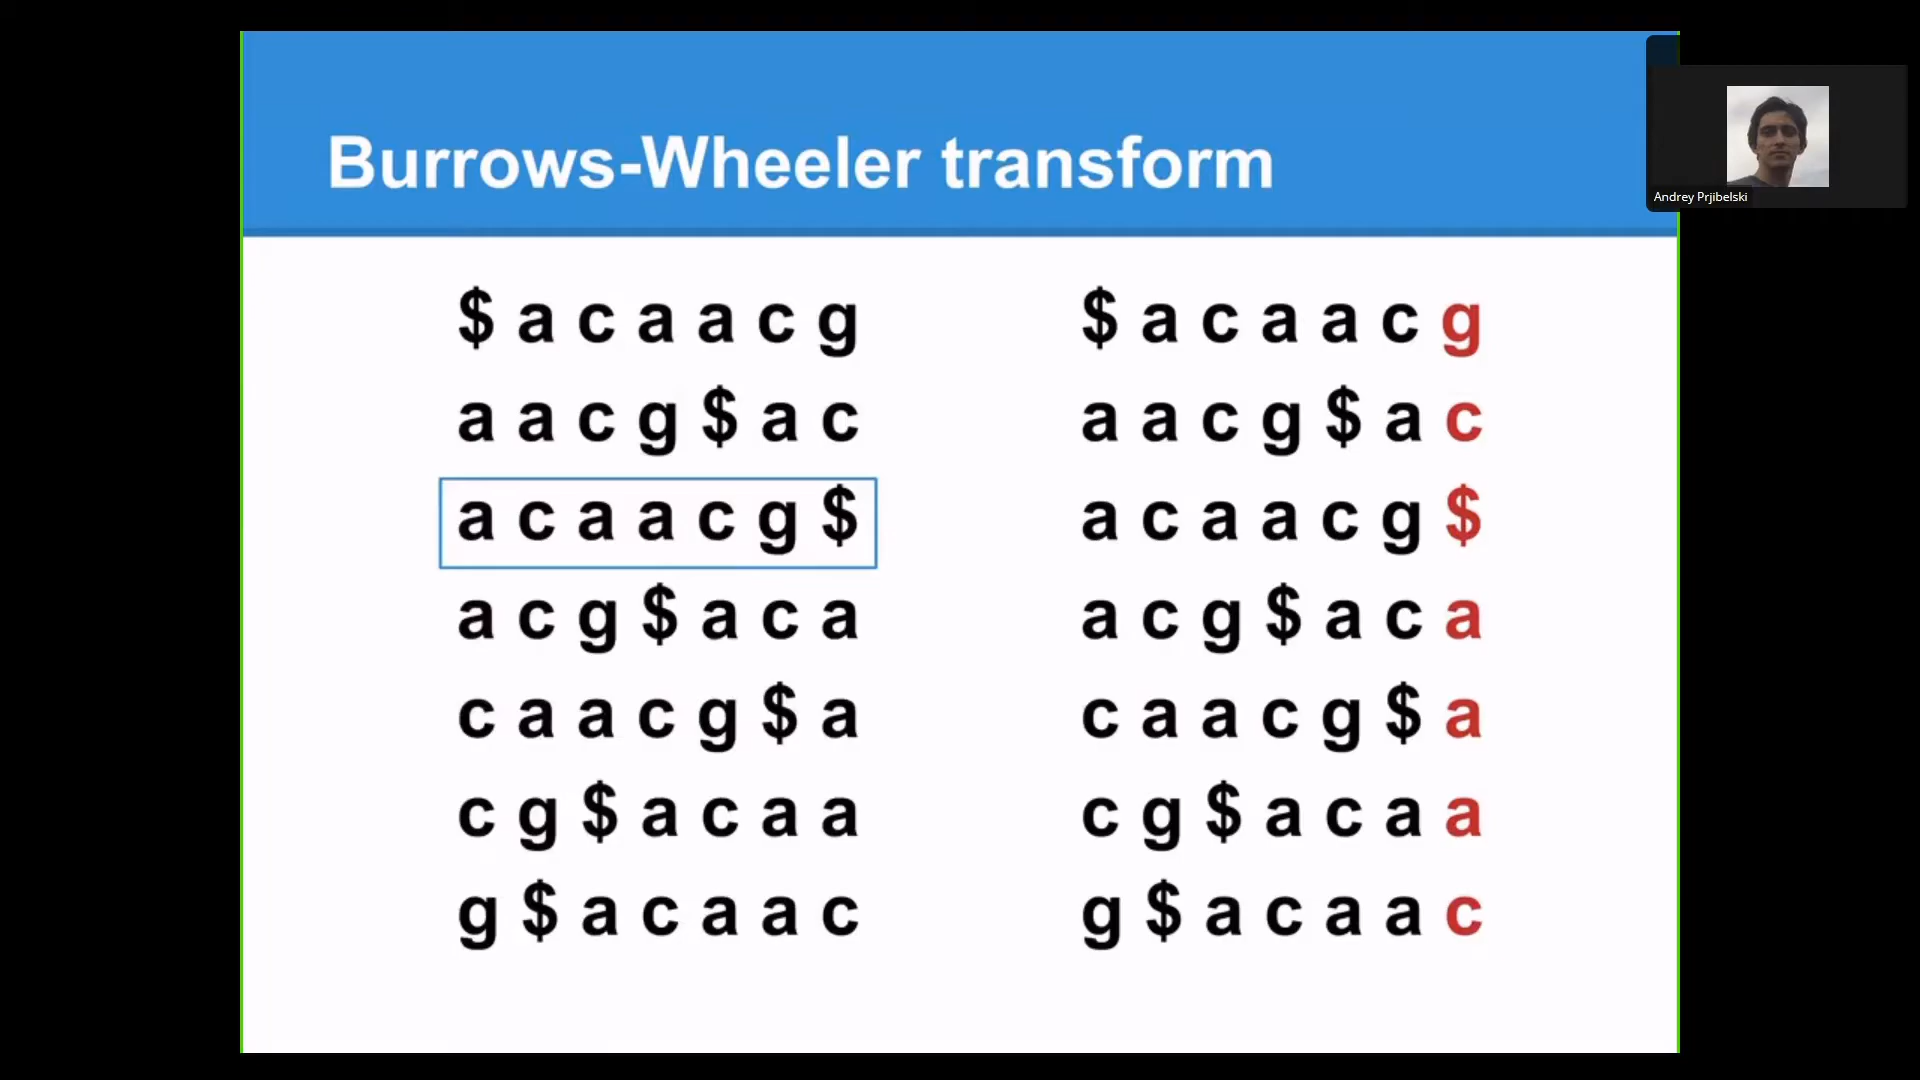 Burrows-Wheeler transform
Andrey Prjibelski
$ a c a a c g
a a c g $ a c
a c a a c g $
a c g $ a c a
c a a c g $ a
c g $ a c a a
g $ a c a a c
$ a c a a c g
a a c g $ a c
a c a a c g $
a c g $ a c a
c a a c g $ a
c g $ a c a a
g $ a c a a c